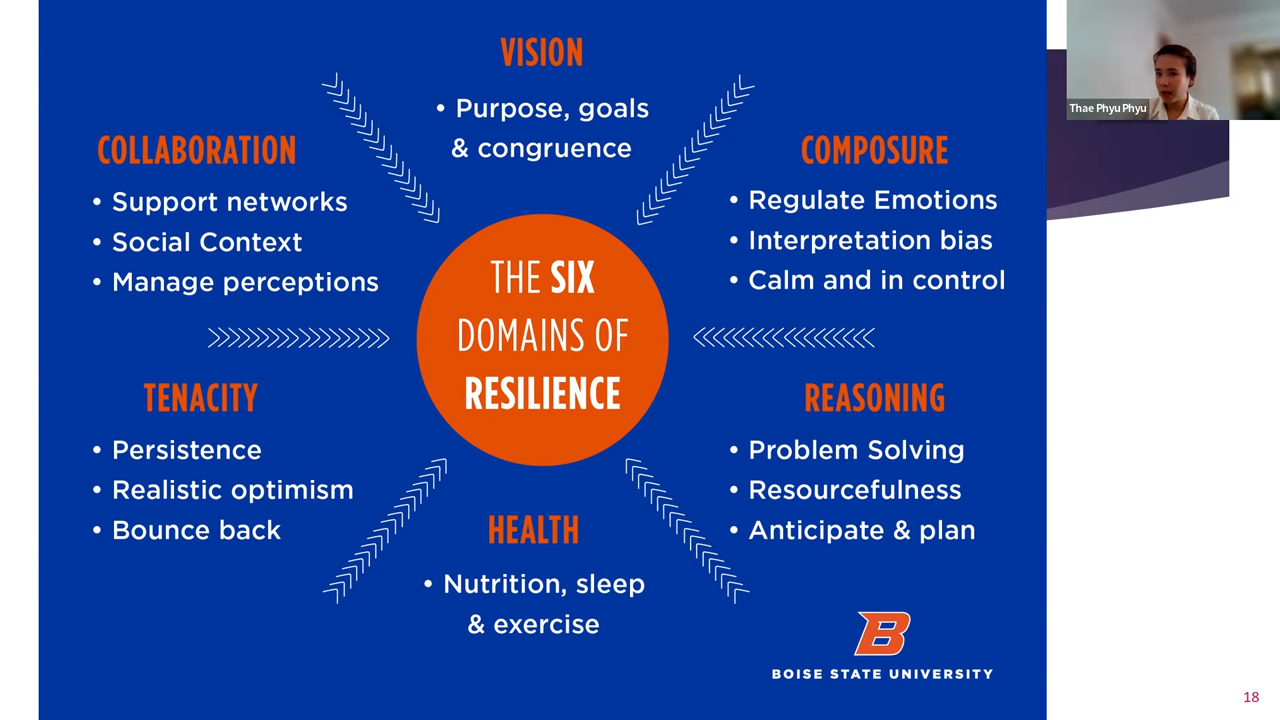 VISION
• Purpose, goals
& congruence
COLLABORATION
• Support networks
• Social Context
• Manage perceptions
COMPOSURE
• Regulate Emotions
• Interpretation bias
• Calm and in control
THE SIX
DOMAINS OF
RESILIENCE
TENACITY
• Persistence
• Realistic optimism
• Bounce back
REASONING
• Problem Solving
• Resourcefulness
• Anticipate & plan
HEALTH
• Nutrition, sleep
& exercise
B
BOISE STATE UNIVERSITY
Thae Phyu Phyu
18